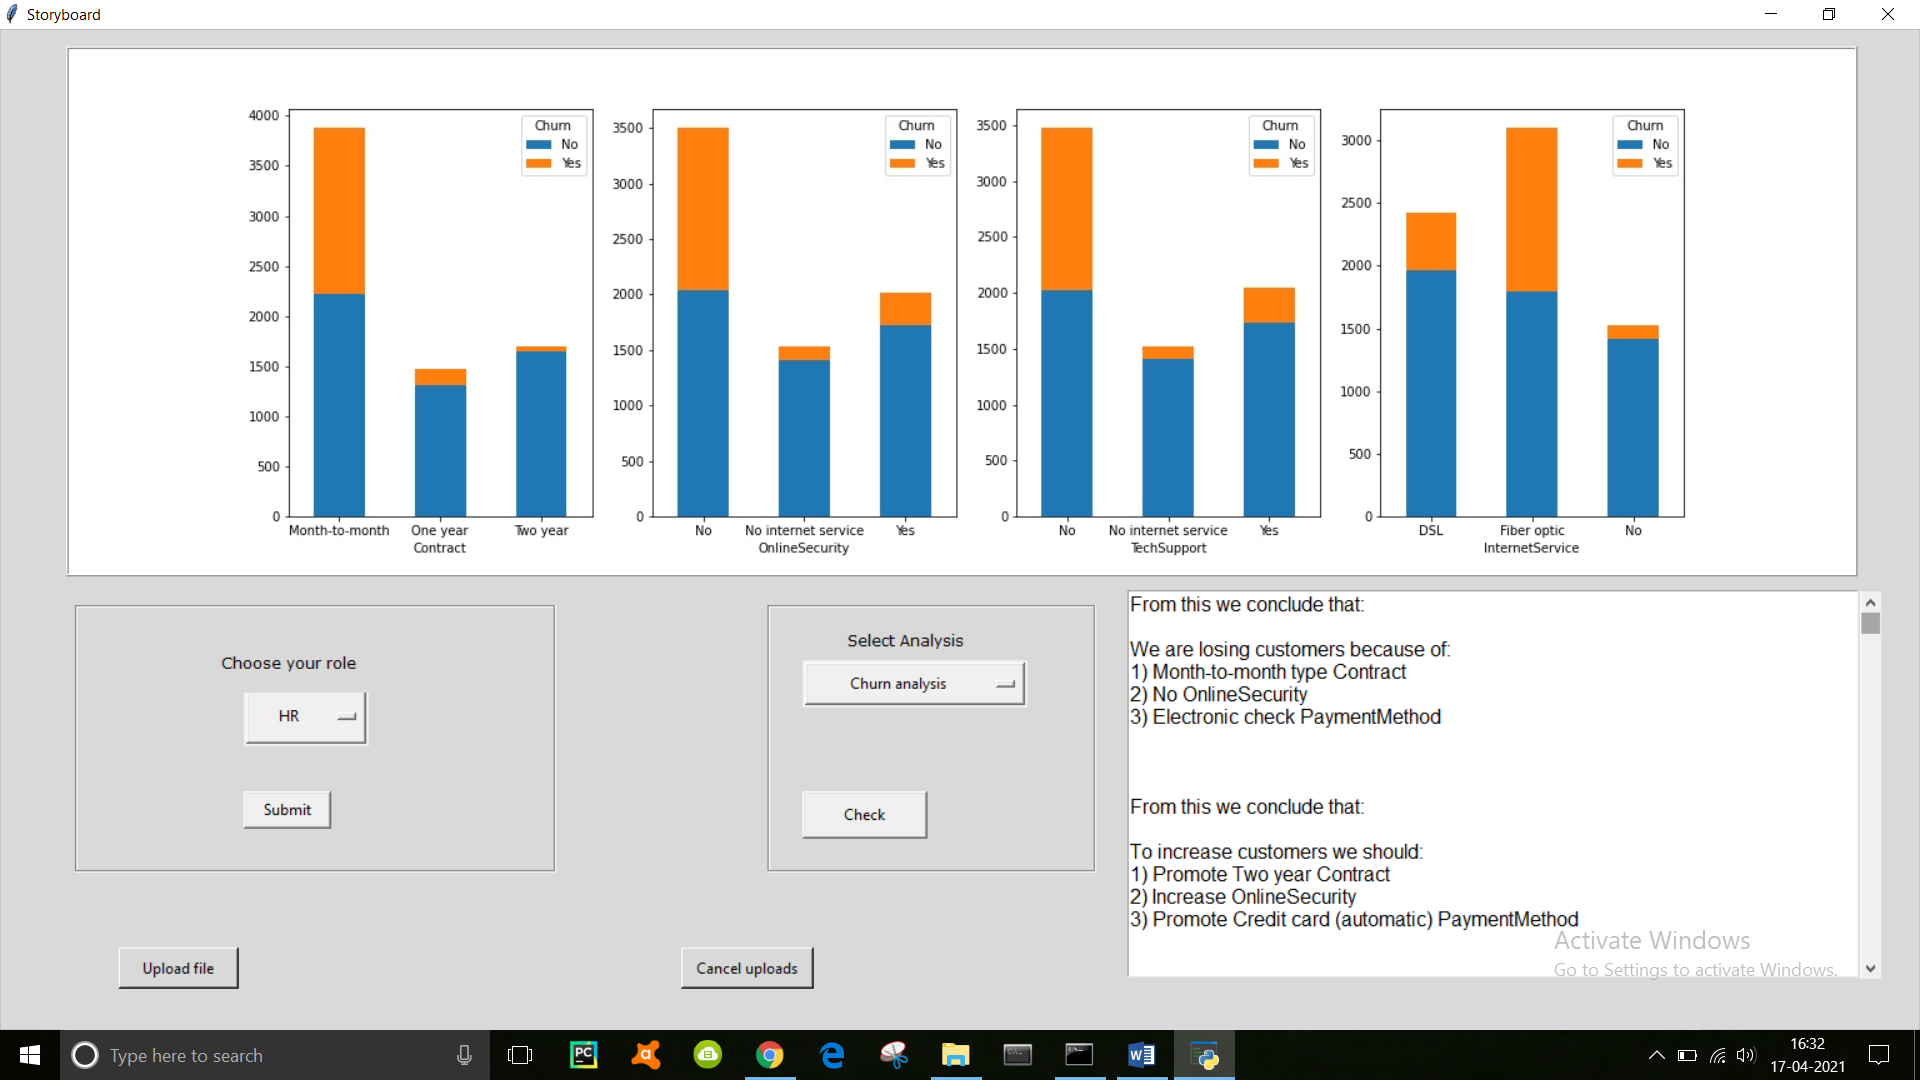 Storyboard
4000
3500
3000
2500
2000
1500
1000
500
0
Churn
No
Yes
Month-to-month One year Two year
Contract
3500
3000
2500
2000
1500
1000
500
0
Churn
No
Yes
No No internet service Yes
OnlineSecurity
3500
3000
2500
2000
1500
1000
500
0
Churn
No
Yes
No No internet service Yes
TechSupport
3000
2500
2000
1500
1000
500
0
Churn
No
Yes
DSL Fiber optic No
InternetService
Choose your role
HR
Submit
Select Analysis
Churn analysis
Check
From this we conclude that:
We are losing customers because of:
1) Month-to-month type Contract
2) No OnlineSecurity
3) Electronic check PaymentMethod
From this we conclude that:
To increase customers we should:
1) Promote Two year Contract
2) Increase OnlineSecurity
3) Promote Credit card (automatic) PaymentMethod
Activate Windows
Go to Settings to activate Windows.
Upload file
Cancel uploads
Type here to search
PC
16:32
17-04-2021